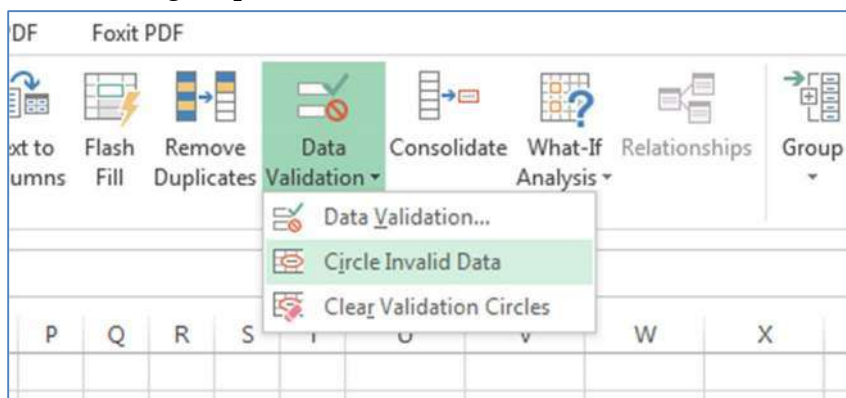 DF Foxit PDF
xt to Flash Remove Data Consolidate What-If Relationships Group
umns Fill Duplicates Validation Analysis
Data Validation...
Circle Invalid Data
Clear Validation Circles
P Q R S T U V W X